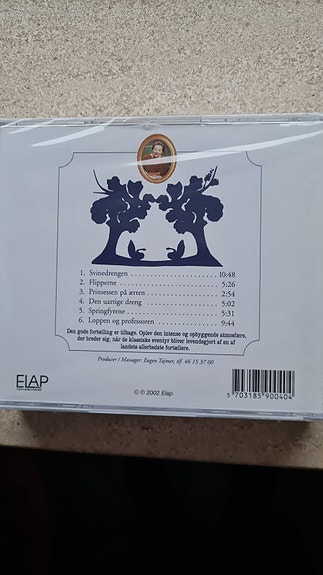 1. Svinedrengen 10:48
2. Flipperne 5:26
3. Prinsessen på ærten 2:54
4. Den uartige dreng 5:02
5. Springfyrene 5:31
6. Loppen og professoren 9:44
Den gode fortælling er tilbage. Oplev den intense og opbyggende atmosfære,
der breder sig, når de klassiske eventyr bliver levendegjort af en af
landets allerbedste fortællere.
Producer / Manager: Eugen Tajmer, tlf. 46 15 37 00
ELAP
© ℗ 2002 Elap
5 703185 900404